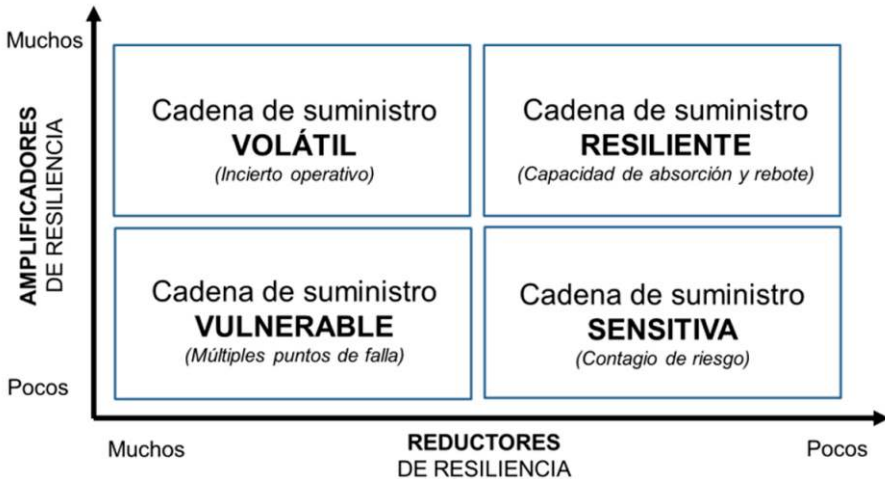 Muchos
AMPLIFICADORES
DE RESILIENCIA
Pocos
Cadena de suministro
VOLÁTIL
(Incierto operativo)
Cadena de suministro
RESILIENTE
(Capacidad de absorción y rebote)
Cadena de suministro
VULNERABLE
(Múltiples puntos de falla)
Cadena de suministro
SENSITIVA
(Contagio de riesgo)
Muchos
REDUCTORES
DE RESILIENCIA
Pocos